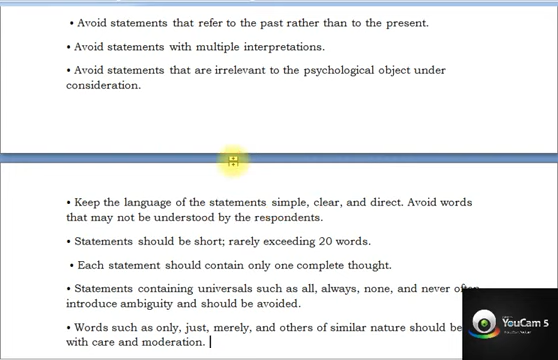 • Avoid statements that refer to the past rather than to the present.
• Avoid statements with multiple interpretations.
• Avoid statements that are irrelevant to the psychological object under
consideration.
• Keep the language of the statements simple, clear, and direct. Avoid words
that may not be understood by the respondents.
• Statements should be short; rarely exceeding 20 words.
• Each statement should contain only one complete thought.
• Statements containing universals such as all, always, none, and never often
introduce ambiguity and should be avoided.
• Words such as only, just, merely, and others of similar nature should be
with care and moderation.
YouCam 5